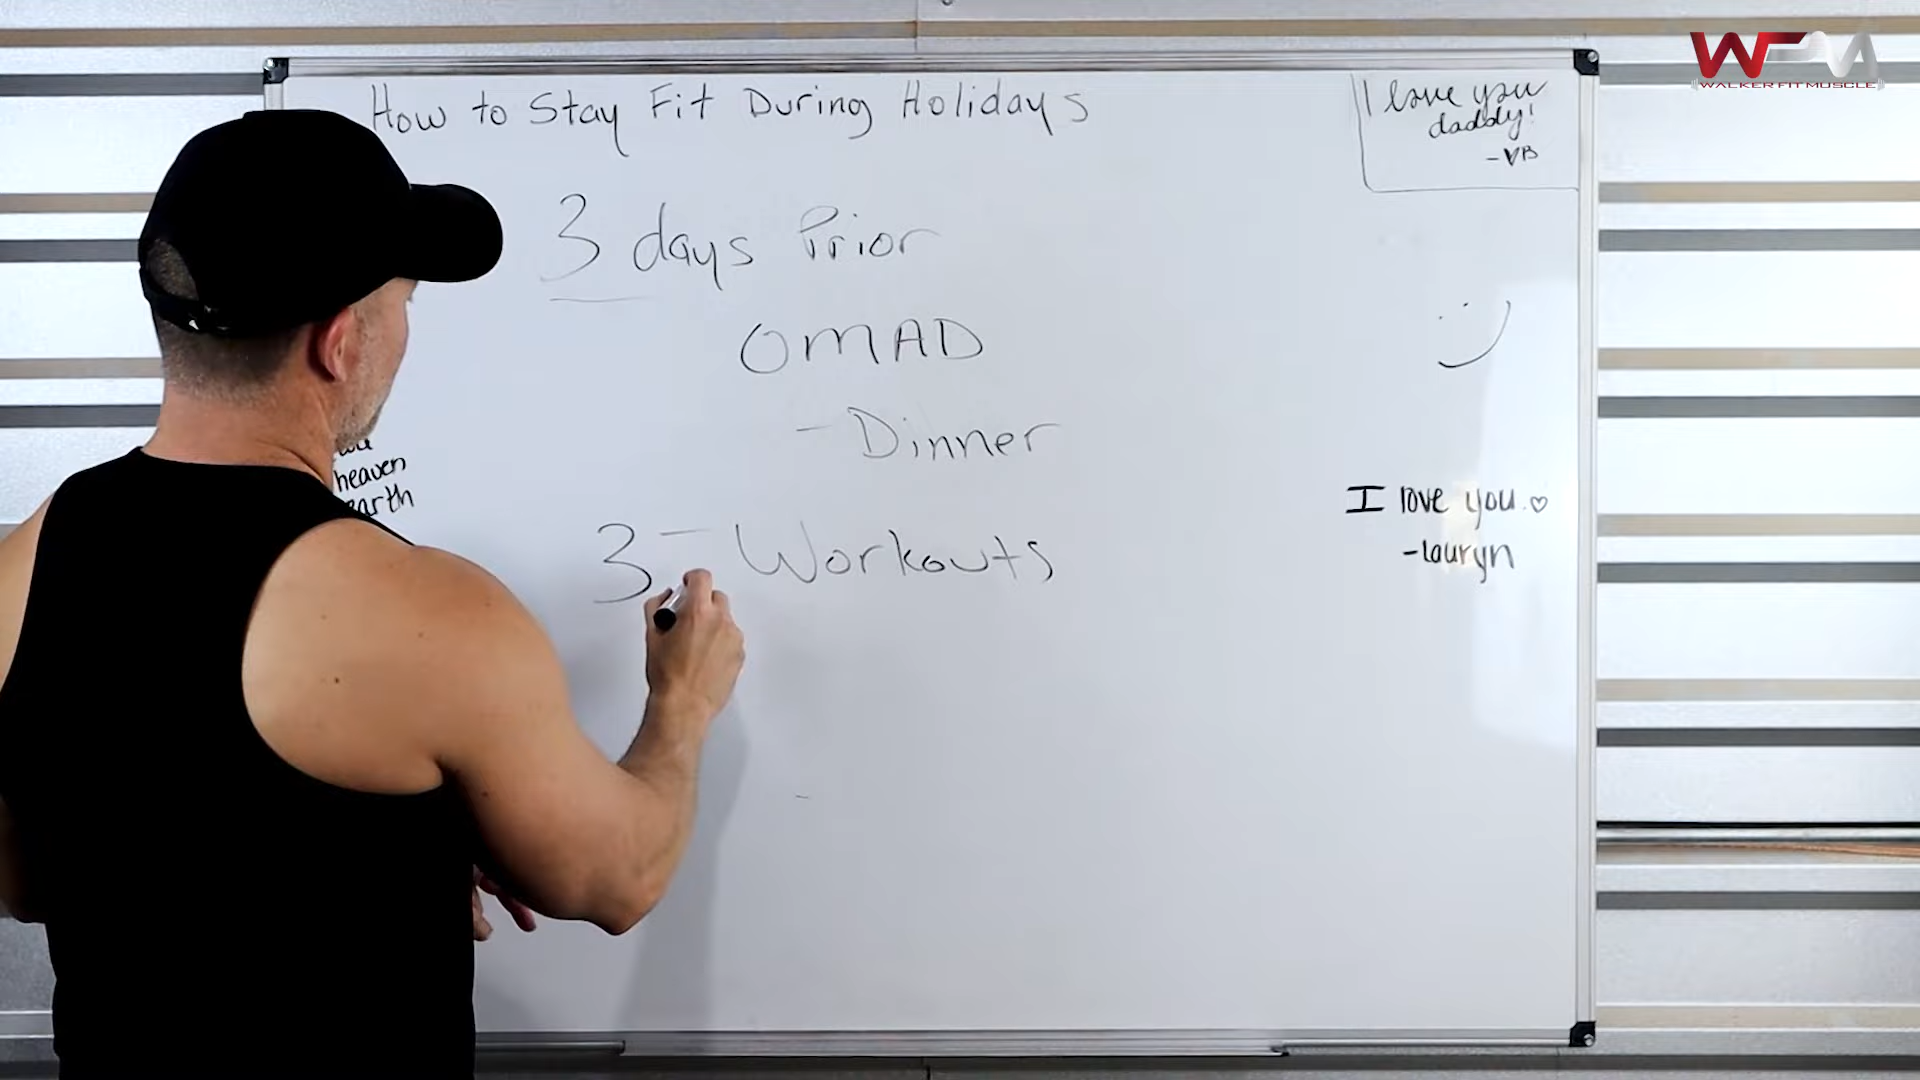 How to Stay Fit During Holidays
3 days Prior
OMAD
- Dinner
3 - Workouts
heaven
earth
I love you
daddy!
- VB
I love you ♡
- lauryn
WFM
WALKER FIT MUSCLE